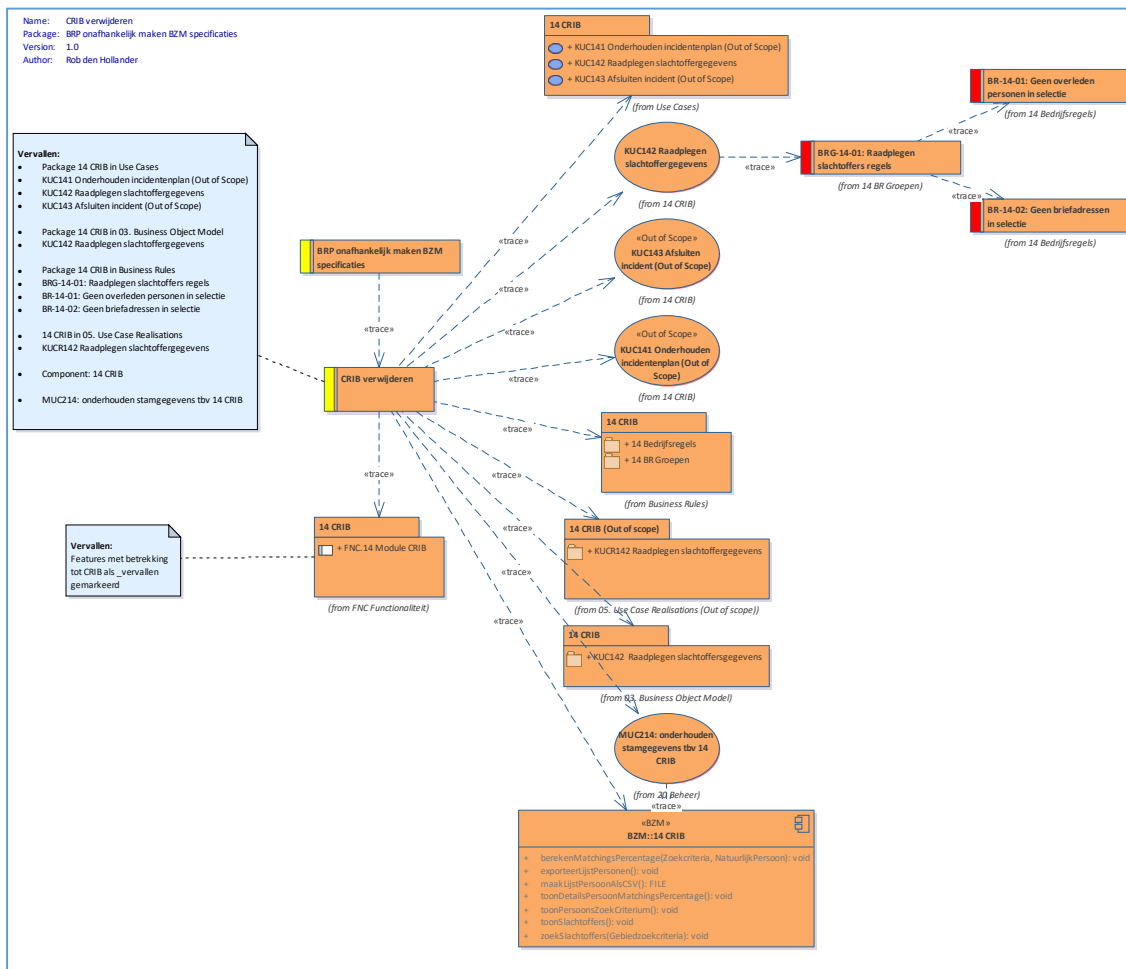 Name: CRIB verwijderen
Package: BRP onafhankelijk maken BZM specificaties
Version: 1.0
Author: Rob den Hollander
Vervallen:
• Package 14 CRIB in Use Cases
• KUC141 Onderhouden incidentenplan (Out of Scope)
• KUC142 Raadplegen slachtoffergegevens
• KUC143 Afsluiten incident (Out of Scope)
• Package 14 CRIB in 03. Business Object Model
• KUC142 Raadplegen slachtoffergegevens
• Package 14 CRIB in Business Rules
• BRG-14-01: Raadplegen slachtoffers regels
• BR-14-01: Geen overleden personen in selectie
• BR-14-02: Geen briefadressen in selectie
• 14 CRIB in 05. Use Case Realisations
• KUCR142 Raadplegen slachtoffergegevens
• Component: 14 CRIB
• MUC214: onderhouden stamgegevens tbv 14 CRIB
14 CRIB
+ KUC141 Onderhouden incidentenplan (Out of Scope)
+ KUC142 Raadplegen slachtoffergegevens
+ KUC143 Afsluiten incident (Out of Scope)
(from Use Cases)
KUC142 Raadplegen
slachtoffergegevens
(from 14 CRIB)
«trace»
BRG-14-01: Raadplegen
slachtoffers regels
(from 14 BR Groepen)
«trace»
«trace»
BR-14-01: Geen overleden
personen in selectie
(from 14 Bedrijfsregels)
BR-14-02: Geen briefadressen
in selectie
(from 14 Bedrijfsregels)
BRP onafhankelijk maken BZM
specificaties
«trace»
CRIB verwijderen
«trace»
«trace»
«trace»
«trace»
«Out of Scope»
KUC143 Afsluiten
incident (Out of Scope)
(from 14 CRIB)
«Out of Scope»
KUC141 Onderhouden
incidentenplan (Out of
Scope)
(from 14 CRIB)
«trace»
14 CRIB
+ 14 Bedrijfsregels
+ 14 BR Groepen
(from Business Rules)
«trace»
«trace»
14 CRIB
+ FNC.14 Module CRIB
(from FNC Functionaliteit)
Vervallen:
Features met betrekking
tot CRIB als _vervallen
gemarkeerd
14 CRIB (Out of scope)
+ KUCR142 Raadplegen slachtoffergegevens
(from 05. Use Case Realisations (Out of scope))
«trace»
«trace»
«trace»
14 CRIB
+ KUC142 Raadplegen slachtoffersgegevens
(from 03. Business Object Model)
MUC214: onderhouden
stamgegevens tbv 14
CRIB
(from 20 Beheer)
«trace»
«BZM»
BZM::14 CRIB
+ berekenMatchingsPercentage(Zoekcriteria, NatuurlijkPersoon): void
+ exporteerLijstPersonen(): void
+ maakLijstPersoonAlsCSV(): FILE
+ toonDetailsPersoonMatchingsPercentage(): void
+ toonPersoonsZoekCriterium(): void
+ toonSlachtoffers(): void
+ zoekSlachtoffers(Gebiedzoekcriteria): void